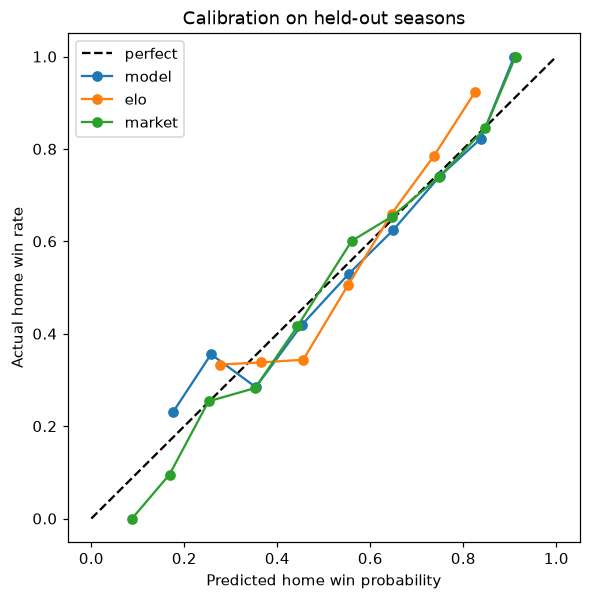 Calibration on held-out seasons
perfect
model
elo
market
Actual home win rate
1.0
0.8
0.6
0.4
0.2
0.0
0.0 0.2 0.4 0.6 0.8 1.0
Predicted home win probability